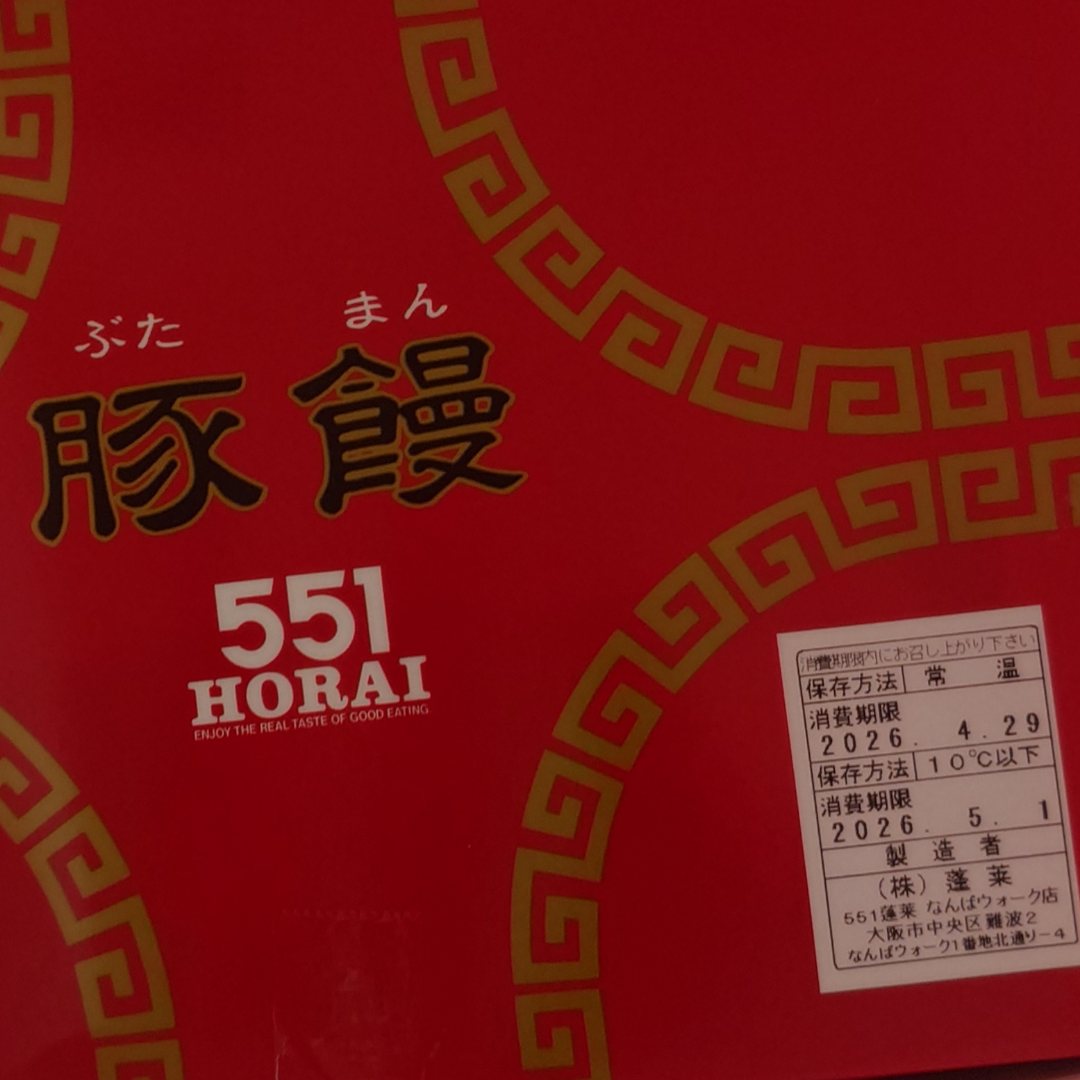 ぶた まん
豚饅
551
HORAI
ENJOY THE REAL TASTE OF GOOD EATING
消費期限内にお召し上がり下さい
保存方法 常 温
消費期限
2026. 4.29
保存方法 10℃以下
消費期限
2026. 5. 1
製 造 者
(株) 蓬 莱
551蓬莱 なんばウォーク店
大阪市中央区難波2
なんばウォーク1番地北通り-4